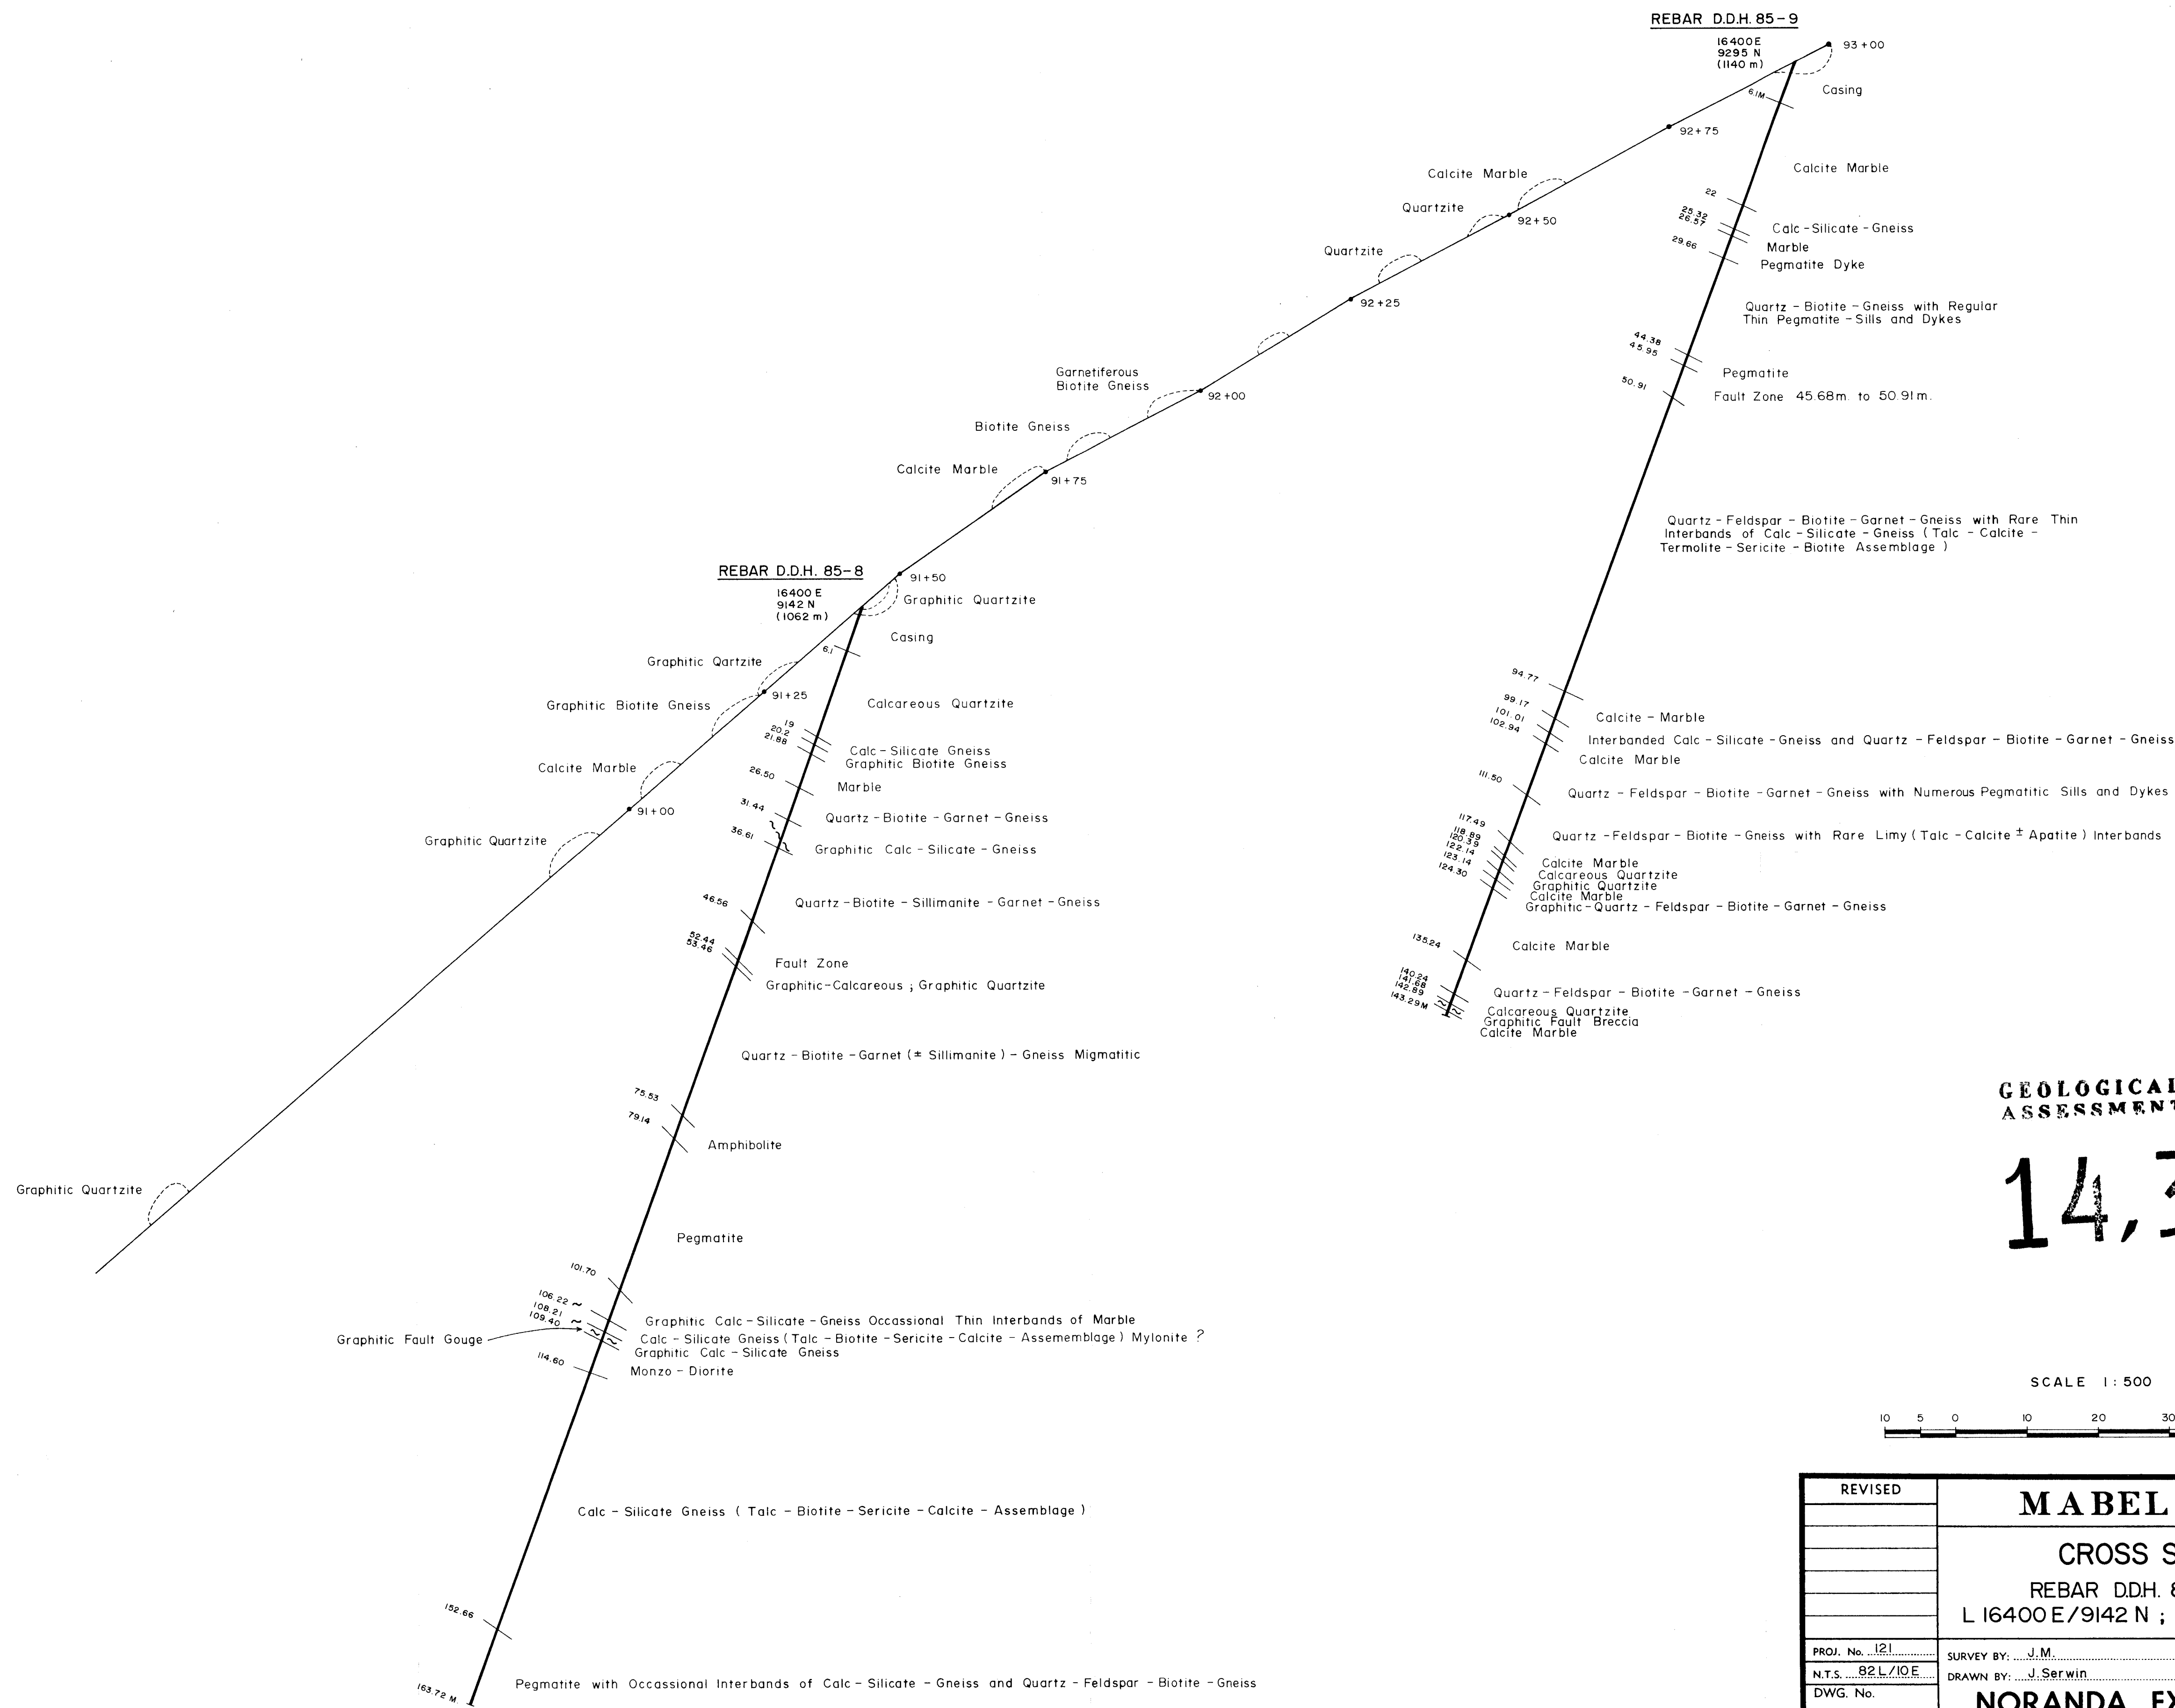 REBAR D.D.H. 85-9
16400E
9295 N
(1140 m)
93+00
Casing
6.1M
92+75
Calcite Marble
Calcite Marble
22
Quartzite
92+50
25.32
26.57
Calc-Silicate-Gneiss
29.66
Marble
Quartzite
Pegmatite Dyke
92+25
Quartz-Biotite-Gneiss with Regular
Thin Pegmatite-Sills and Dykes
44.38
45.95
Garnetiferous
Biotite Gneiss
Pegmatite
50.91
92+00
Fault Zone 45.68m. to 50.91m.
Biotite Gneiss
Calcite Marble
91+75
Quartz-Feldspar-Biotite-Garnet-Gneiss with Rare Thin
Interbands of Calc-Silicate-Gneiss (Talc-Calcite-
Termolite-Sericite-Biotite Assemblage)
REBAR D.D.H. 85-8
16400 E
9142 N
(1062 m)
91+50
Graphitic Quartzite
Casing
6.1
Graphitic Qartzite
94.77
91+25
Graphitic Biotite Gneiss
Calcareous Quartzite
99.17
101.01
102.94
Calcite-Marble
19
20.2
21.88
Interbanded Calc-Silicate-Gneiss and Quartz-Feldspar-Biotite-Garnet-Gneiss
Calc-Silicate Gneiss
Graphitic Biotite Gneiss
Calcite Marble
Calcite Marble
26.50
Marble
111.50
Quartz-Feldspar-Biotite-Garnet-Gneiss with Numerous Pegmatitic Sills and Dykes
91+00
31.44
Quartz-Biotite-Garnet-Gneiss
117.49
118.89
120.39
122.14
123.14
124.30
Graphitic Quartzite
36.61
Graphitic Calc-Silicate-Gneiss
Quartz-Feldspar-Biotite-Gneiss with Rare Limy (Talc-Calcite ± Apatite) Interbands
Calcite Marble
Calcareous Quartzite
Graphitic Quartzite
Calcite Marble
Graphitic-Quartz-Feldspar-Biotite-Garnet-Gneiss
46.56
Quartz-Biotite-Sillimanite-Garnet-Gneiss
135.24
Calcite Marble
52.44
53.46
Fault Zone
Graphitic-Calcareous ; Graphitic Quartzite
140.24
141.68
142.89
143.29M
Quartz-Feldspar-Biotite-Garnet-Gneiss
Calcareous Quartzite
Graphitic Fault Breccia
Calcite Marble
Quartz-Biotite-Garnet (± Sillimanite)-Gneiss Migmatitic
75.53
79.14
Amphibolite
GEOLOGICAL
ASSESSMENT
14,3
Graphitic Quartzite
Pegmatite
101.70
106.22
108.21
109.40
Graphitic Calc-Silicate-Gneiss Occassional Thin Interbands of Marble
Graphitic Fault Gouge
Calc-Silicate Gneiss (Talc-Biotite-Sericite-Calcite-Assememblage) Mylonite ?
Graphitic Calc-Silicate Gneiss
114.60
Monzo-Diorite
SCALE 1:500
10 5 0 10 20 30
Calc-Silicate Gneiss (Talc-Biotite-Sericite-Calcite-Assemblage)
152.66
163.72 M.
Pegmatite with Occassional Interbands of Calc-Silicate-Gneiss and Quartz-Feldspar-Biotite-Gneiss
REVISED
MABEL
CROSS S
REBAR D.D.H. 8
L 16400 E/9142 N ;
PROJ. No. 121
SURVEY BY: J.M.
N.T.S. 82 L/10 E
DRAWN BY: J. Serwin
DWG. No.
NORANDA EX